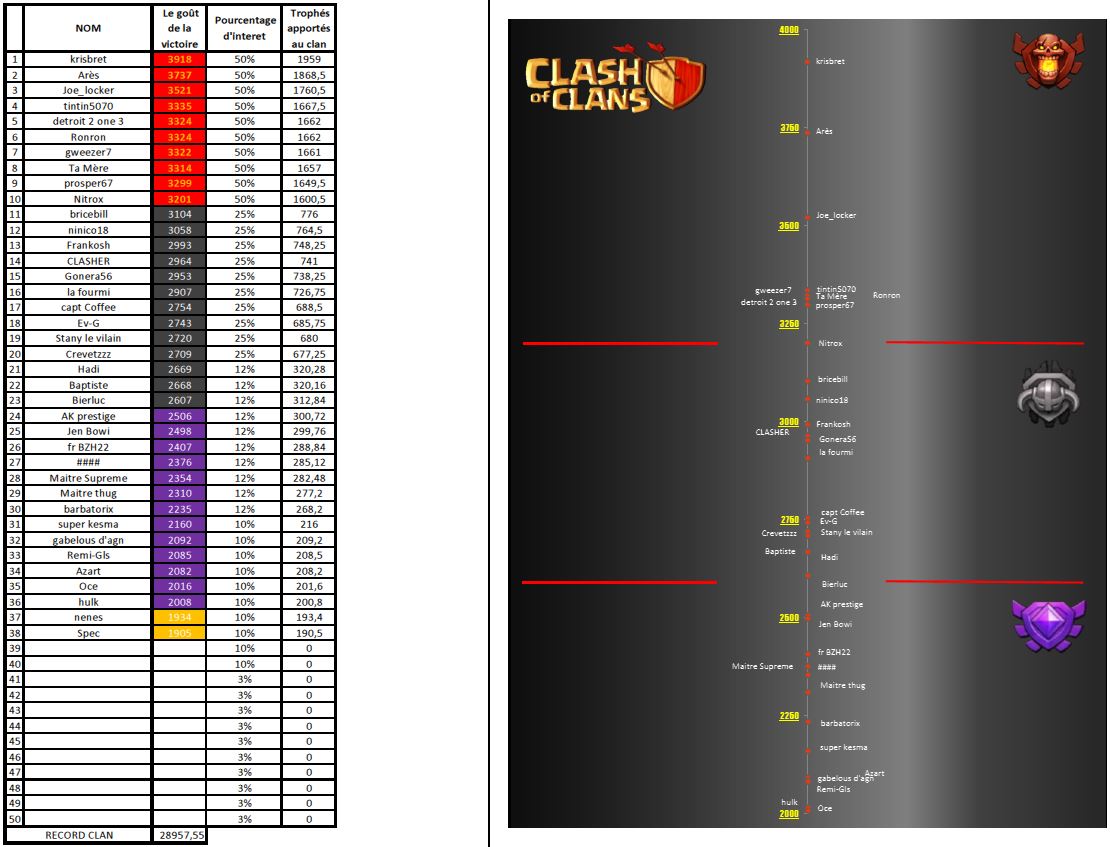 NOM Le goût de la victoire Pourcentage d'interet Trophés apportés au clan
1 krisbret 3918 50% 1959
2 Arès 3737 50% 1868,5
3 Joe_locker 3521 50% 1760,5
4 tintin5070 3335 50% 1667,5
5 detroit 2 one 3 3324 50% 1662
6 Ronron 3324 50% 1662
7 gweezer7 3322 50% 1661
8 Ta Mère 3314 50% 1657
9 prosper67 3299 50% 1649,5
10 Nitrox 3201 50% 1600,5
11 bricebill 3104 25% 776
12 ninico18 3058 25% 764,5
13 Frankosh 2993 25% 748,25
14 CLASHER 2964 25% 741
15 Gonera56 2953 25% 738,25
16 la fourmi 2907 25% 726,75
17 capt Coffee 2754 25% 688,5
18 Ev-G 2743 25% 685,75
19 Stany le vilain 2720 25% 680
20 Crevetzzz 2709 25% 677,25
21 Hadi 2669 12% 320,28
22 Baptiste 2668 12% 320,16
23 Bierluc 2607 12% 312,84
24 AK prestige 2506 12% 300,72
25 Jen Bowi 2498 12% 299,76
26 fr BZH22 2407 12% 288,84
27 #### 2376 12% 285,12
28 Maitre Supreme 2354 12% 282,48
29 Maitre thug 2310 12% 277,2
30 barbatorix 2235 12% 268,2
31 super kesma 2160 10% 216
32 gabelous d'agn 2092 10% 209,2
33 Remi-Gls 2085 10% 208,5
34 Azart 2082 10% 208,2
35 Oce 2016 10% 201,6
36 hulk 2008 10% 200,8
37 nenes 1934 10% 193,4
38 Spec 1905 10% 190,5
39 10% 0
40 10% 0
41 3% 0
42 3% 0
43 3% 0
44 3% 0
45 3% 0
46 3% 0
47 3% 0
48 3% 0
49 3% 0
50 3% 0
RECORD CLAN 28957,55
CLASH
of CLANS
4000
krisbret
3750 Arès
Joe_locker
3500
gweezer7 tintin5070
Ta Mère Ronron
detroit 2 one 3 prosper67
3250
Nitrox
bricebill
ninico18
3000 Frankosh
CLASHER
Gonera56
la fourmi
capt Coffee
2750 Ev-G
Crevetzzz Stany le vilain
Baptiste Hadi
Bierluc
AK prestige
2500 Jen Bowi
fr BZH22
Maitre Supreme ####
Maitre thug
2250
barbatorix
super kesma
Azart
gabelous d'agn
Remi-Gls
hulk Oce
2000